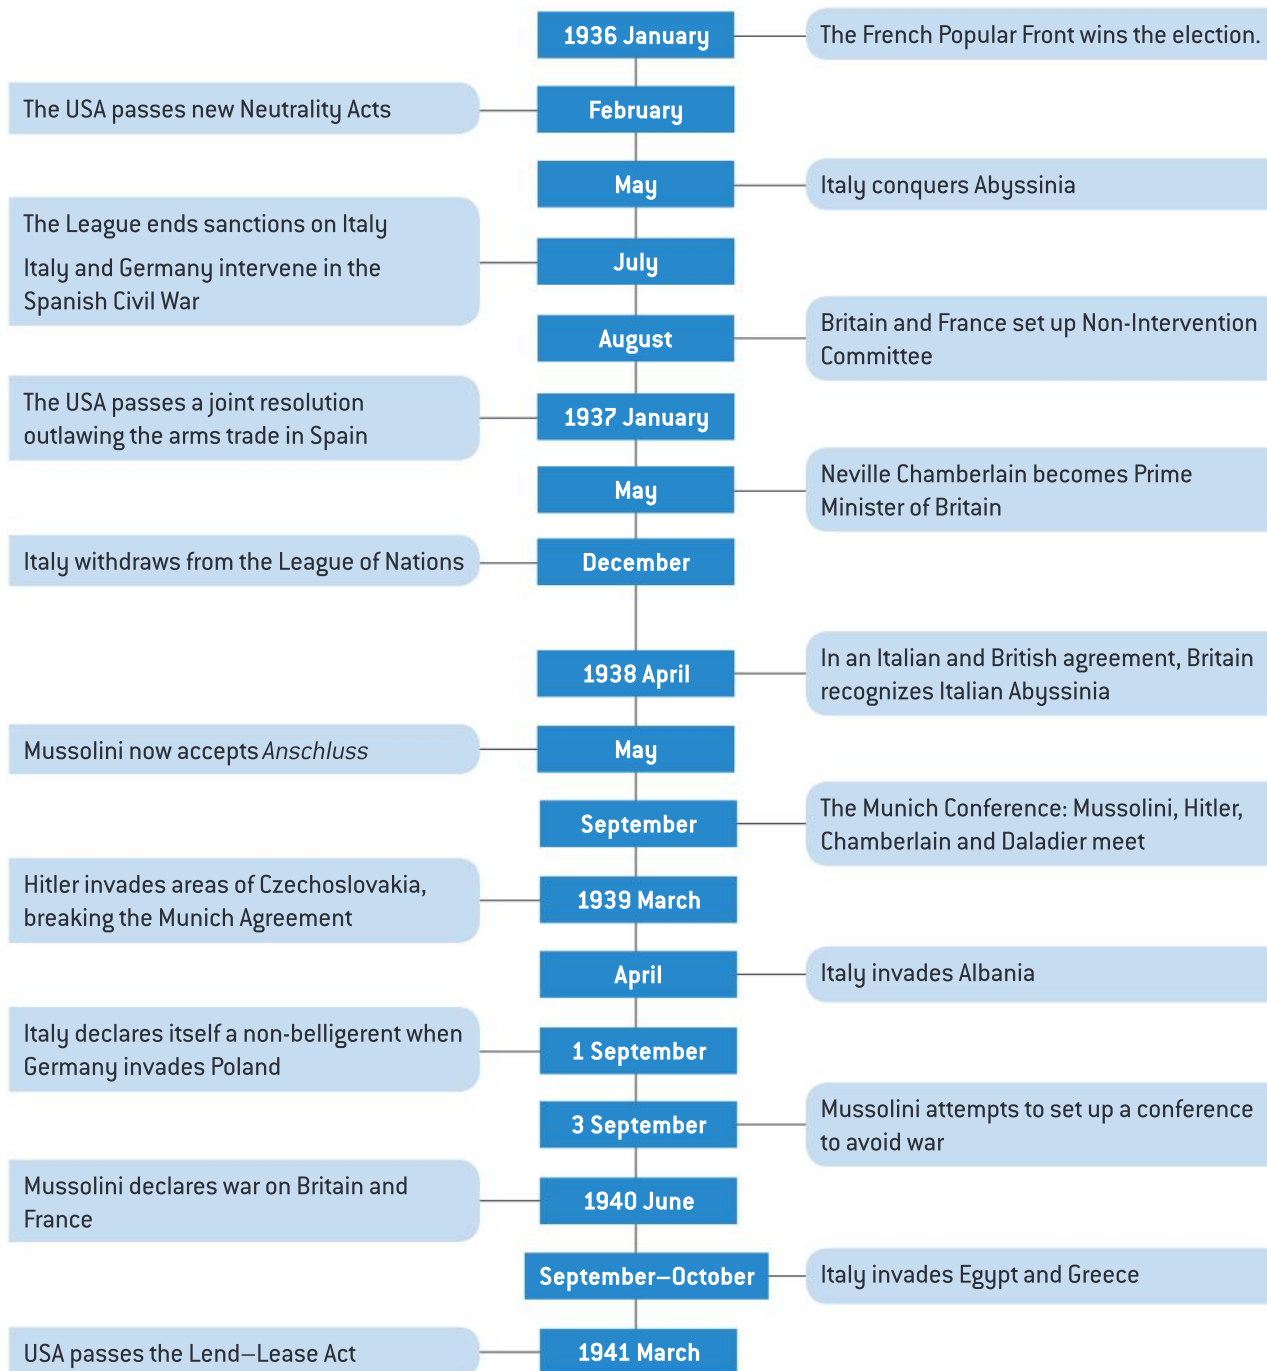 1936 January
The French Popular Front wins the election.
The USA passes new Neutrality Acts
February
May
Italy conquers Abyssinia
The League ends sanctions on Italy
Italy and Germany intervene in the
Spanish Civil War
July
August
Britain and France set up Non-Intervention
Committee
The USA passes a joint resolution
outlawing the arms trade in Spain
1937 January
May
Neville Chamberlain becomes Prime
Minister of Britain
Italy withdraws from the League of Nations
December
1938 April
In an Italian and British agreement, Britain
recognizes Italian Abyssinia
Mussolini now accepts Anschluss
May
September
The Munich Conference: Mussolini, Hitler,
Chamberlain and Daladier meet
Hitler invades areas of Czechoslovakia,
breaking the Munich Agreement
1939 March
April
Italy invades Albania
Italy declares itself a non-belligerent when
Germany invades Poland
1 September
3 September
Mussolini attempts to set up a conference
to avoid war
Mussolini declares war on Britain and
France
1940 June
September–October
Italy invades Egypt and Greece
USA passes the Lend–Lease Act
1941 March